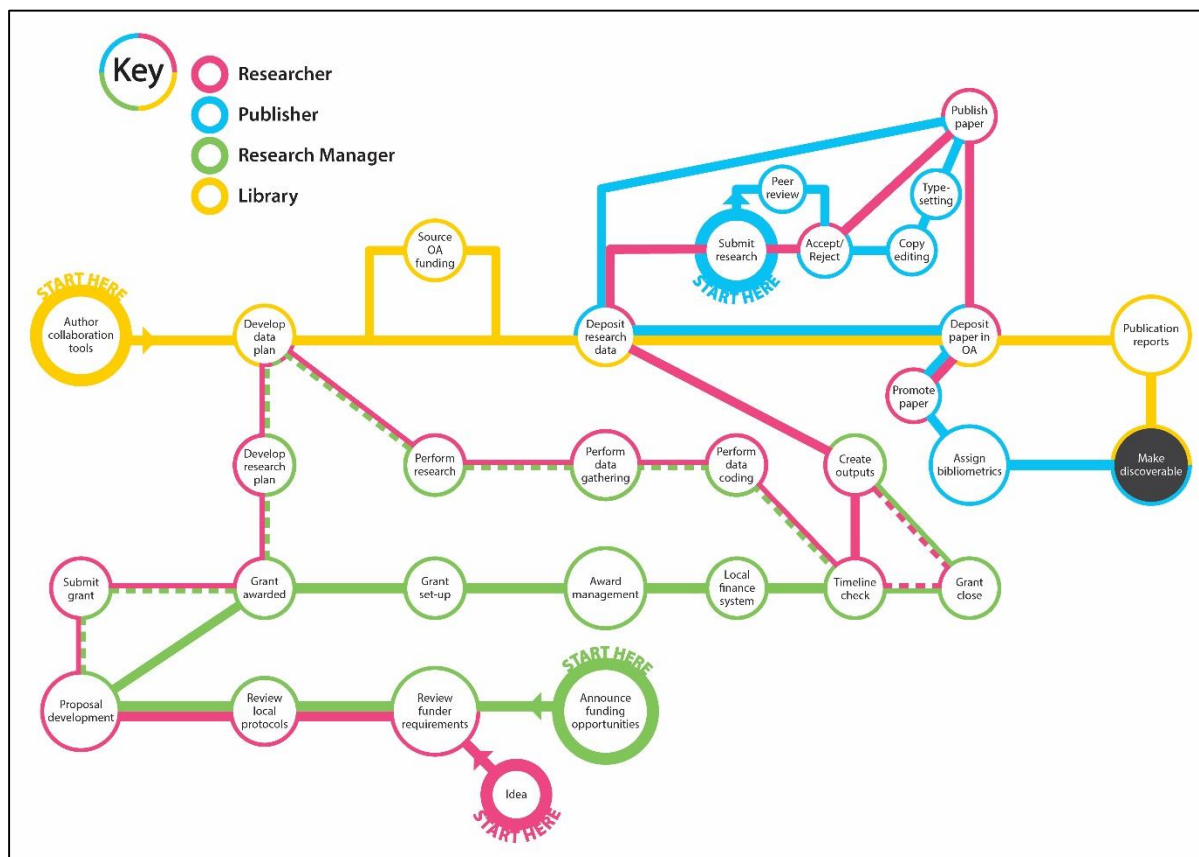 Key
Researcher
Publisher
Research Manager
Library
Publish
paper
Peer
review
Type-
setting
Submit
research
START HERE
Accept/
Reject
Copy
editing
Source
OA
funding
START HERE
Author
collaboration
tools
Develop
data
plan
Deposit
research
data
Deposit
paper in
OA
Publication
reports
Promote
paper
Develop
research
plan
Perform
research
Perform
data
gathering
Perform
data
coding
Create
outputs
Assign
bibliometrics
Make
discoverable
Submit
grant
Grant
awarded
Grant
set-up
Award
management
Local
finance
system
Timeline
check
Grant
close
Proposal
development
Review
local
protocols
Review
funder
requirements
START HERE
Announce
funding
opportunities
Idea
START HERE